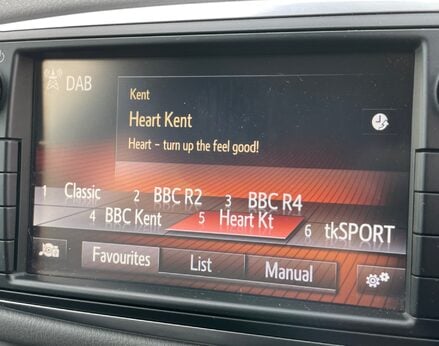 DAB
Kent
Heart Kent
Heart - turn up the feel good!
1 Classic 2 BBC R2 3 BBC R4
4 BBC Kent 5 Heart Kt 6 tkSPORT
Favourites List Manual